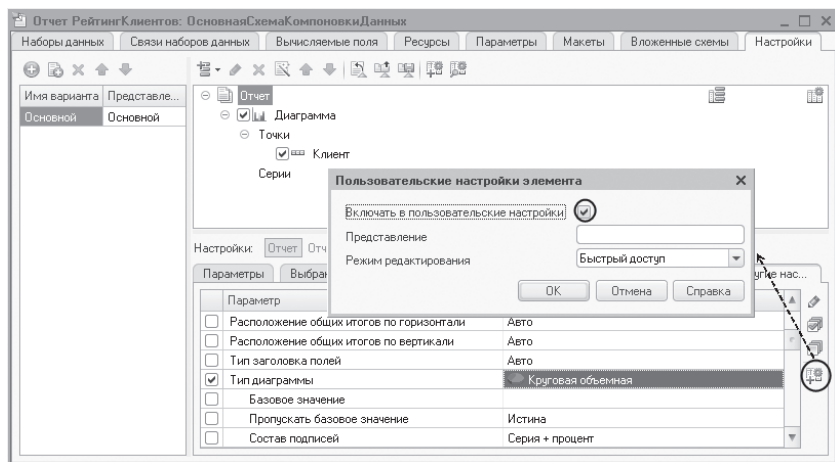 Отчет РейтингКлиентов: ОсновнаяСхемаКомпоновкиДанных
Наборы данных Связи наборов данных Вычисляемые поля Ресурсы Параметры Макеты Вложенные схемы Настройки
Имя варианта Представле...
Основной Основной
Отчет
Диаграмма
Точки
Клиент
Серии
Пользовательские настройки элемента
Включать в пользовательские настройки
Представление
Режим редактирования Быстрый доступ
ОК Отмена Справка
Настройки: Отчет
Параметры
Параметр
Расположение общих итогов по горизонтали Авто
Расположение общих итогов по вертикали Авто
Тип заголовка полей Авто
Тип диаграммы Круговая объемная
Базовое значение
Пропускать базовое значение Истина
Состав подписей Серия + процент